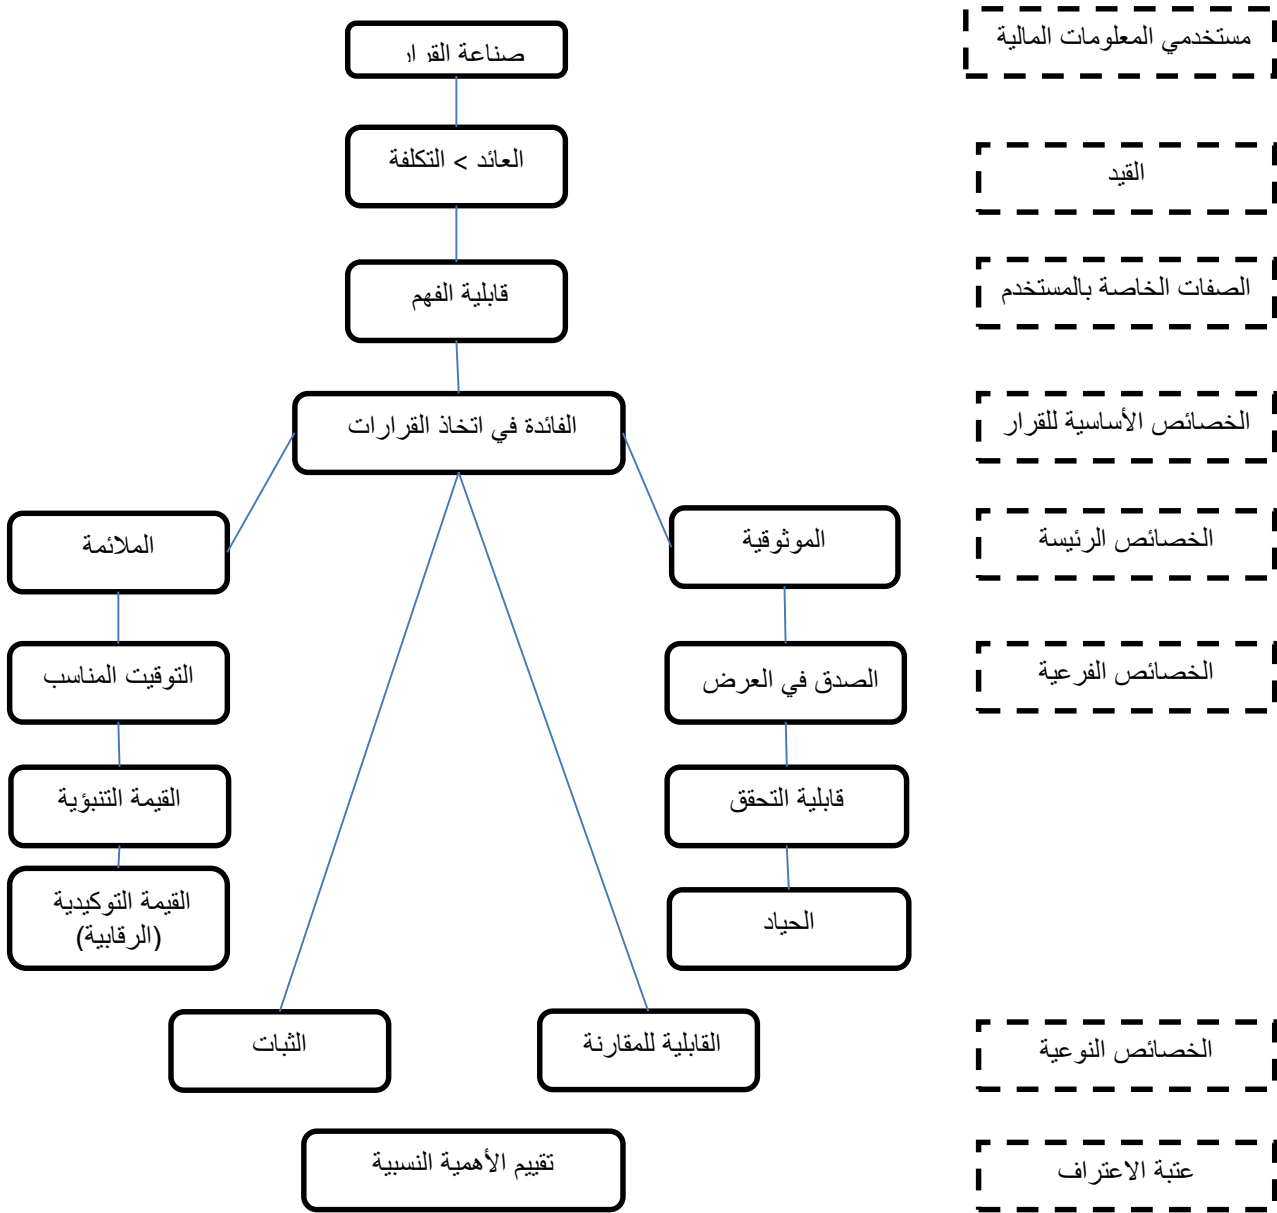 مستخدمي المعلومات المالية
صناعة القرار
القيد
العائد > التكلفة
الصفات الخاصة بالمستخدم
قابلية الفهم
الخصائص الأساسية للقرار
الفائدة في اتخاذ القرارات
الخصائص الرئيسة
الموثوقية
الملائمة
الخصائص الفرعية
الصدق في العرض
التوقيت المناسب
قابلية التحقق
القيمة التنبؤية
الحياد
القيمة التوكيدية
(الرقابية)
الخصائص النوعية
القابلية للمقارنة
الثبات
عتبة الاعتراف
تقييم الأهمية النسبية